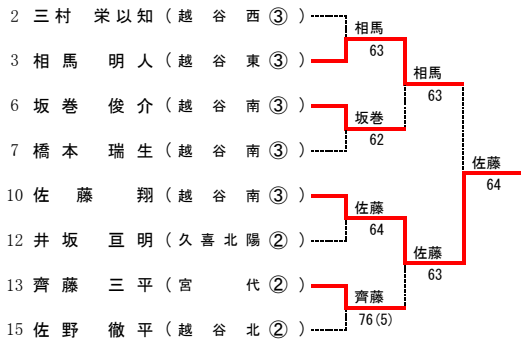 2 三村 栄以知 (越谷西③)
3 相馬 明人 (越谷東③)
6 坂巻 俊介 (越谷南③)
7 橋本 瑞生 (越谷南③)
10 佐藤 翔 (越谷南③)
12 井坂 亘明 (久喜北陽②)
13 齊藤 三平 (宮代②)
15 佐野 徹平 (越谷北②)
相馬
63
坂巻
62
佐藤
64
齊藤
76(5)
相馬
63
佐藤
63
佐藤
64